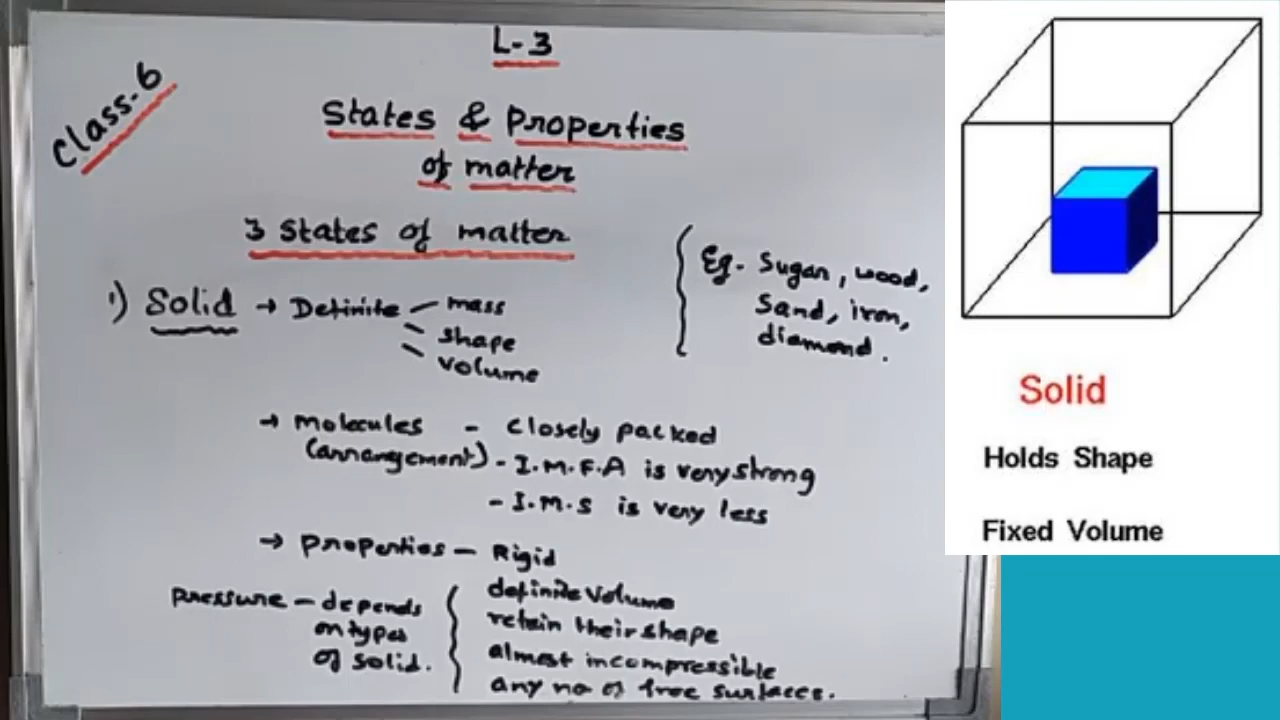 L-3
Class-6
States & Properties
of matter
3 States of matter
1) Solid → Definite - mass
- shape
- volume
{ Eg. Sugar, wood,
Sand, iron,
diamond.
→ molecules - closely packed
(arrangement) - I.M.F.A is very strong
- I.M.S is very less
→ Properties - Rigid
definite volume
retain their shape
almost incompressible
any no of free surfaces.
Pressure - depends
on types
of solid.
Solid
Holds Shape
Fixed Volume